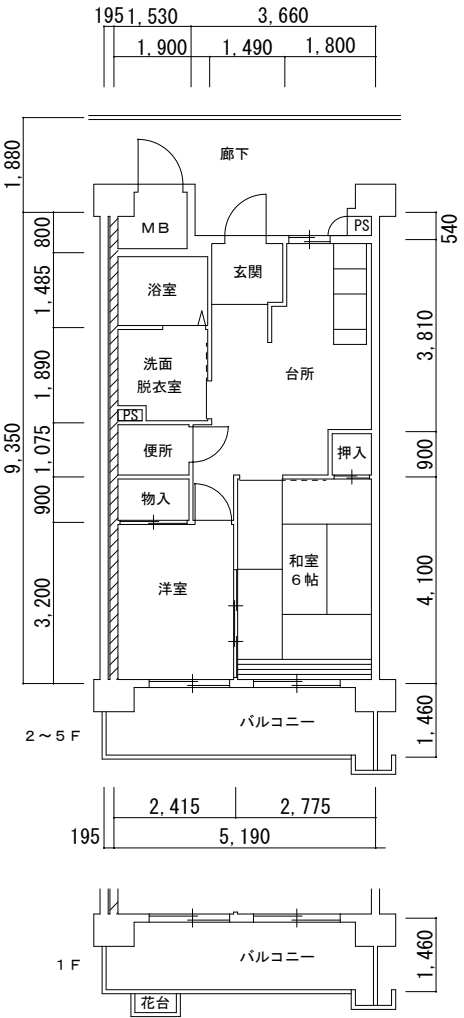 195 1,530 3,660
1,900 1,490 1,800
1,880
廊下
MB
PS
540
800
玄関
浴室
1,485
3,810
洗面
脱衣室
台所
1,890
PS
9,350
1,075
便所
押入
900
物入
900
和室
6帖
洋室
3,200
4,100
バルコニー
2～5F
1,460
2,415 2,775
195 5,190
バルコニー
1F
1,460
花台